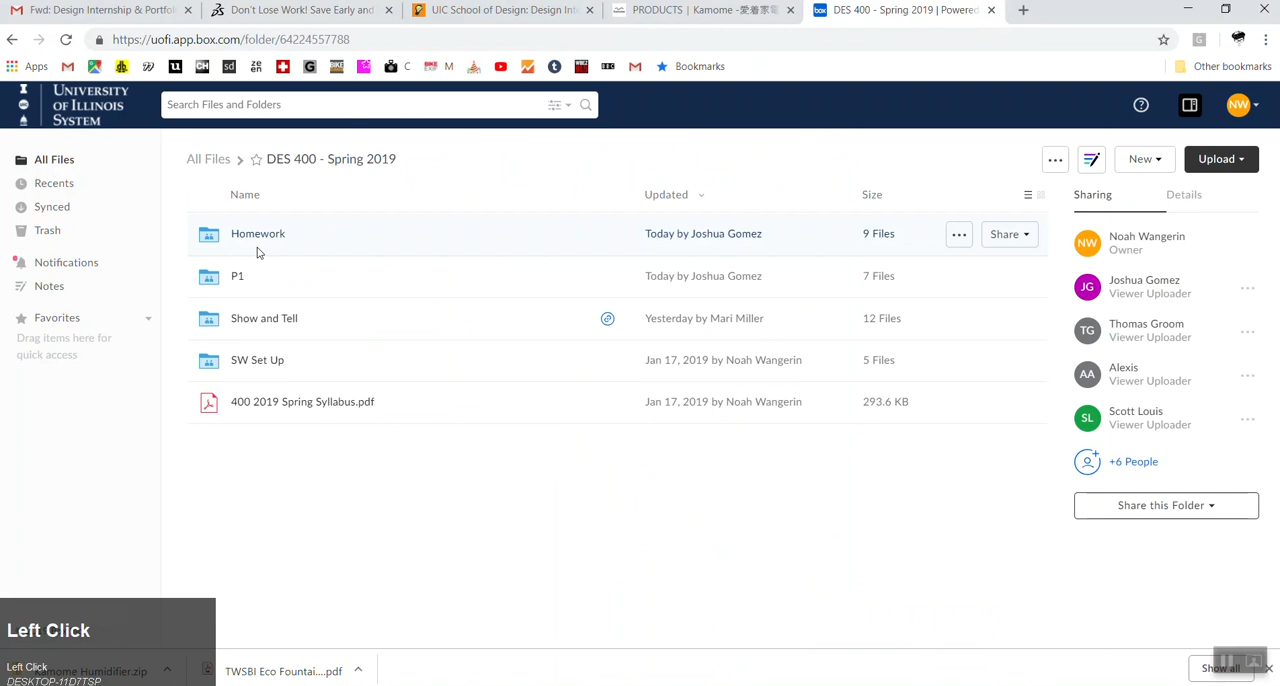 Fwd: Design Internship & Portfol
Don't Lose Work! Save Early and
UIC School of Design: Design Int
PRODUCTS | Kamome -愛着家電
box
DES 400 - Spring 2019 | Powered
https://uofi.app.box.com/folder/64224557788
Apps
C
M
Bookmarks
Other bookmarks
UNIVERSITY
OF ILLINOIS
SYSTEM
Search Files and Folders
NW
All Files
Recents
Synced
Trash
Notifications
Notes
Favorites
Drag items here for
quick access
All Files > DES 400 - Spring 2019
New
Upload
Name Updated Size
Homework Today by Joshua Gomez 9 Files Share
P1 Today by Joshua Gomez 7 Files
Show and Tell Yesterday by Mari Miller 12 Files
SW Set Up Jan 17, 2019 by Noah Wangerin 5 Files
400 2019 Spring Syllabus.pdf Jan 17, 2019 by Noah Wangerin 293.6 KB
Sharing Details
NW Noah Wangerin
Owner
JG Joshua Gomez
Viewer Uploader
TG Thomas Groom
Viewer Uploader
AA Alexis
Viewer Uploader
SL Scott Louis
Viewer Uploader
+6 People
Share this Folder
Left Click
Left Click
DESKTOP-11D7TSP
Kamome Humidifier.zip
TWSBI Eco Fountai....pdf
Show all